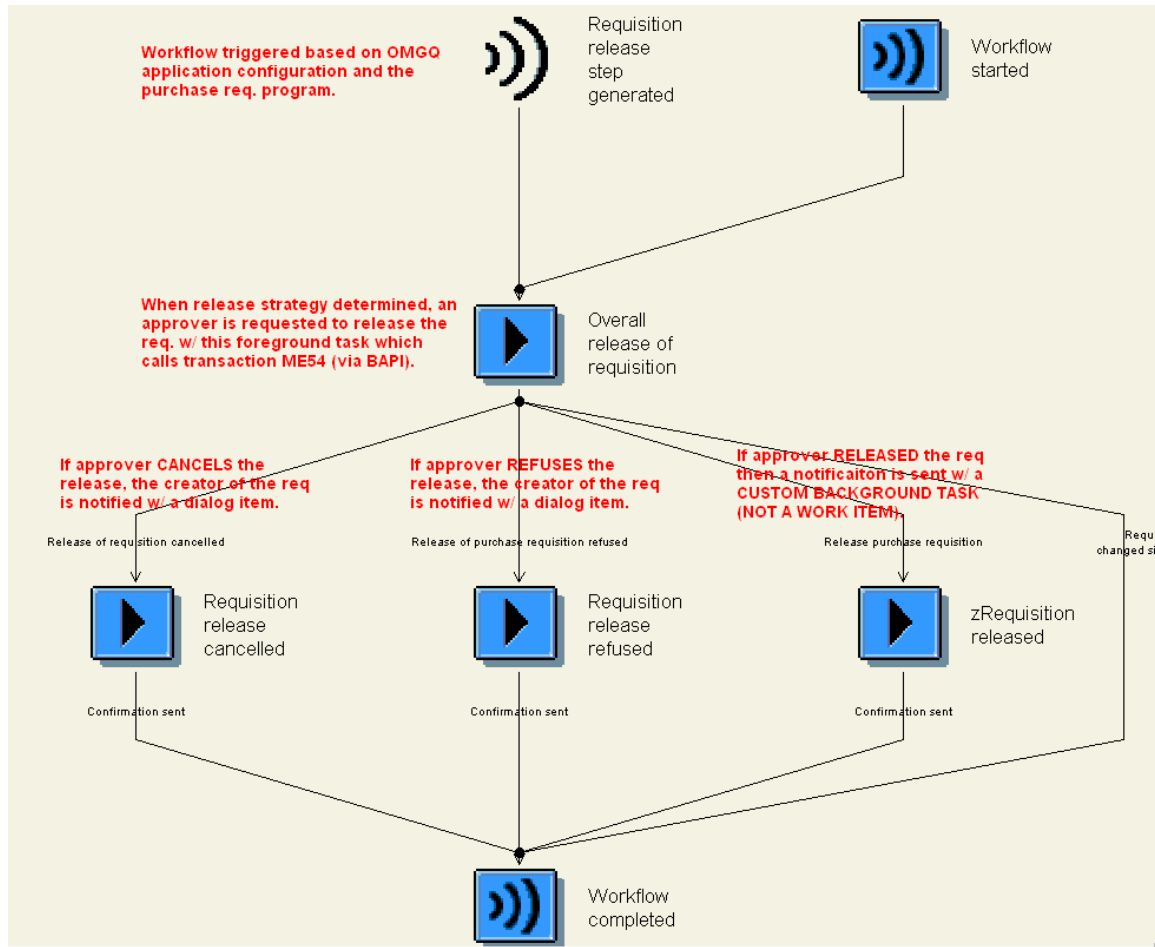 Workflow triggered based on OMGQ
application configuration and the
purchase req. program.
Requisition
release
step
generated
Workflow
started
When release strategy determined, an
approver is requested to release the
req. w/ this foreground task which
calls transaction ME54 (via BAPI).
Overall
release of
requisition
If approver CANCELS the
release, the creator of the req
is notified w/ a dialog item.
If approver REFUSES the
release, the creator of the req
is notified w/ a dialog item.
If approver RELEASED the req
then a notificaiton is sent w/ a
CUSTOM BACKGROUND TASK
(NOT A WORK ITEM).
Release of requisition cancelled
Release of purchase requisition refused
Release purchase requisition
Requi
changed si
Requisition
release
cancelled
Requisition
release
refused
zRequisition
released
Confirmation sent
Confirmation sent
Confirmation sent
Workflow
completed